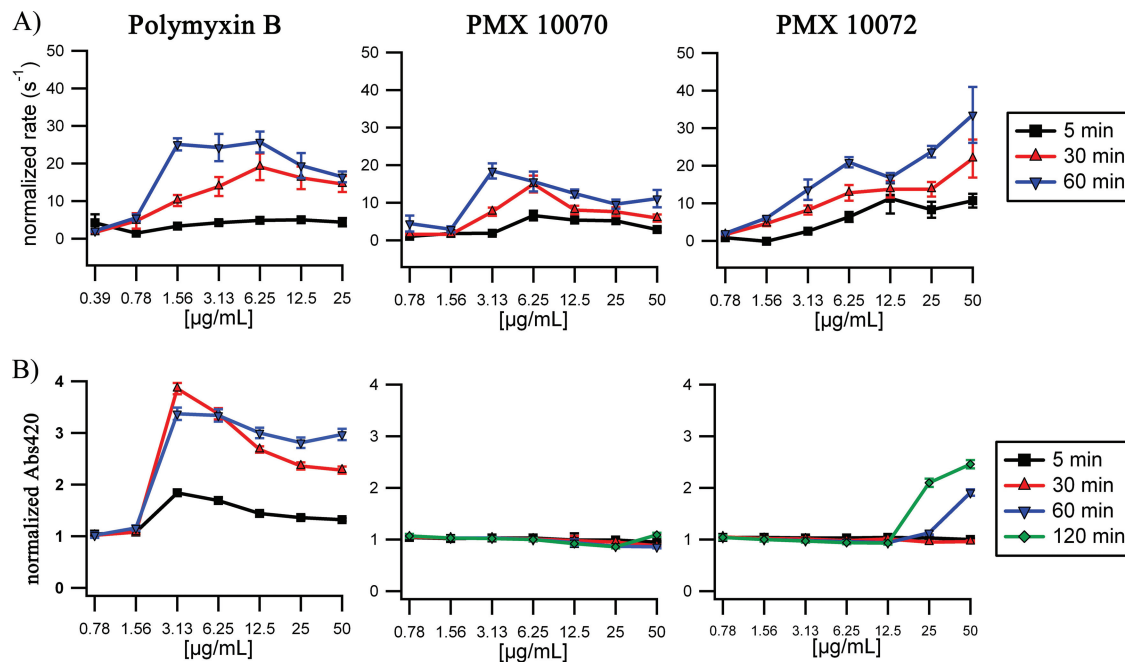 A) Polymyxin B PMX 10070 PMX 10072
50 50 50
40 40 40
30 30 30
20 20 20
10 10 10
0 0 0
normalized rate (s⁻¹)
5 min
30 min
60 min
0.39 0.78 1.56 3.13 6.25 12.5 25 0.78 1.56 3.13 6.25 12.5 25 50 0.78 1.56 3.13 6.25 12.5 25 50
[µg/mL] [µg/mL] [µg/mL]
B)
4 4 4
3 3 3
2 2 2
1 1 1
0 0 0
normalized Abs420
5 min
30 min
60 min
120 min
0.78 1.56 3.13 6.25 12.5 25 50 0.78 1.56 3.13 6.25 12.5 25 50 0.78 1.56 3.13 6.25 12.5 25 50
[µg/mL] [µg/mL] [µg/mL]